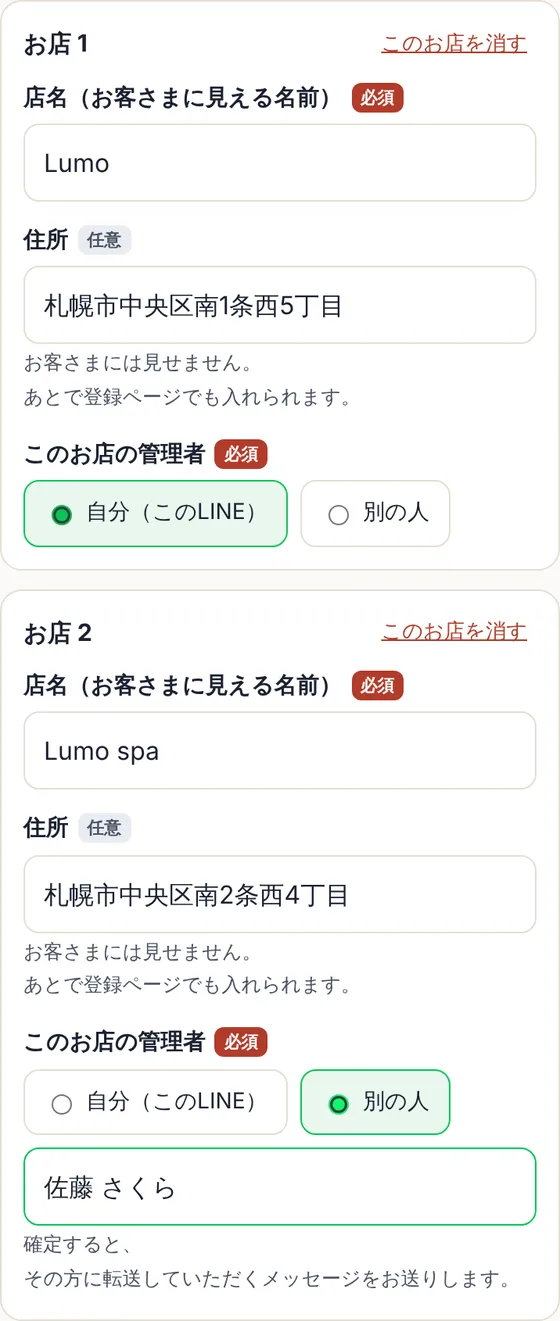 お店 1 このお店を消す
店名（お客さまに見える名前） 必須
Lumo
住所 任意
札幌市中央区南1条西5丁目
お客さまには見せません。
あとで登録ページでも入れられます。
このお店の管理者 必須
自分（このLINE） 別の人
お店 2 このお店を消す
店名（お客さまに見える名前） 必須
Lumo spa
住所 任意
札幌市中央区南2条西4丁目
お客さまには見せません。
あとで登録ページでも入れられます。
このお店の管理者 必須
自分（このLINE） 別の人
佐藤 さくら
確定すると、
その方に転送していただくメッセージをお送りします。